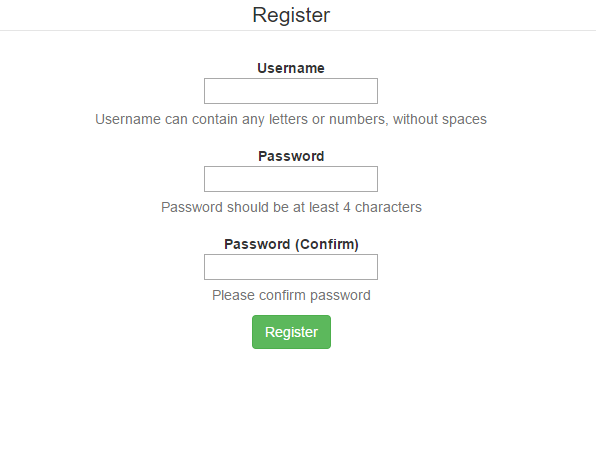 Register
Username
Username can contain any letters or numbers, without spaces
Password
Password should be at least 4 characters
Password (Confirm)
Please confirm password
Register